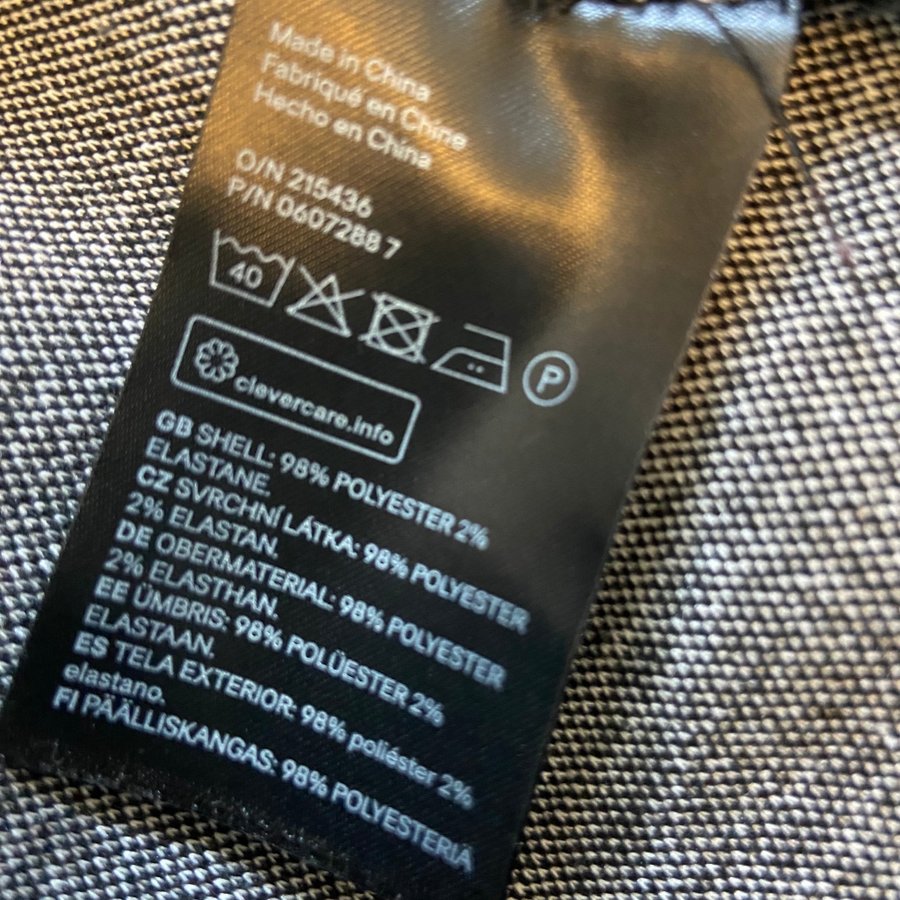 Made in China
Fabriqué en Chine
Hecho en China
O/N 215436
P/N 0607288 7
40
P
clevercare.info
GB SHELL: 98% POLYESTER 2%
ELASTANE.
CZ SVRCHNÍ LÁTKA: 98% POLYESTER
2% ELASTAN.
DE OBERMATERIAL: 98% POLYESTER
2% ELASTHAN.
EE ÜMBRIS: 98% POLÜESTER 2%
ELASTAAN.
ES TELA EXTERIOR: 98% poliéster 2%
elastano.
FI PÄÄLLISKANGAS: 98% POLYESTERIÄ